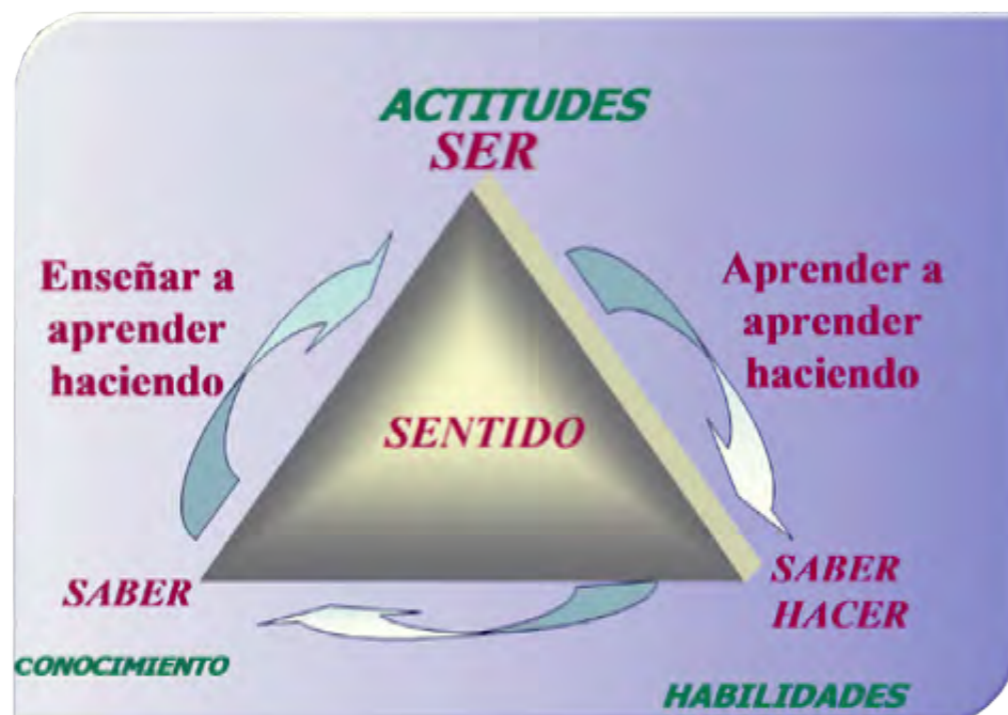 ACTITUDES
SER
Enseñar a
aprender
haciendo
Aprender a
aprender
haciendo
SENTIDO
SABER
SABER
HACER
CONOCIMIENTO
HABILIDADES